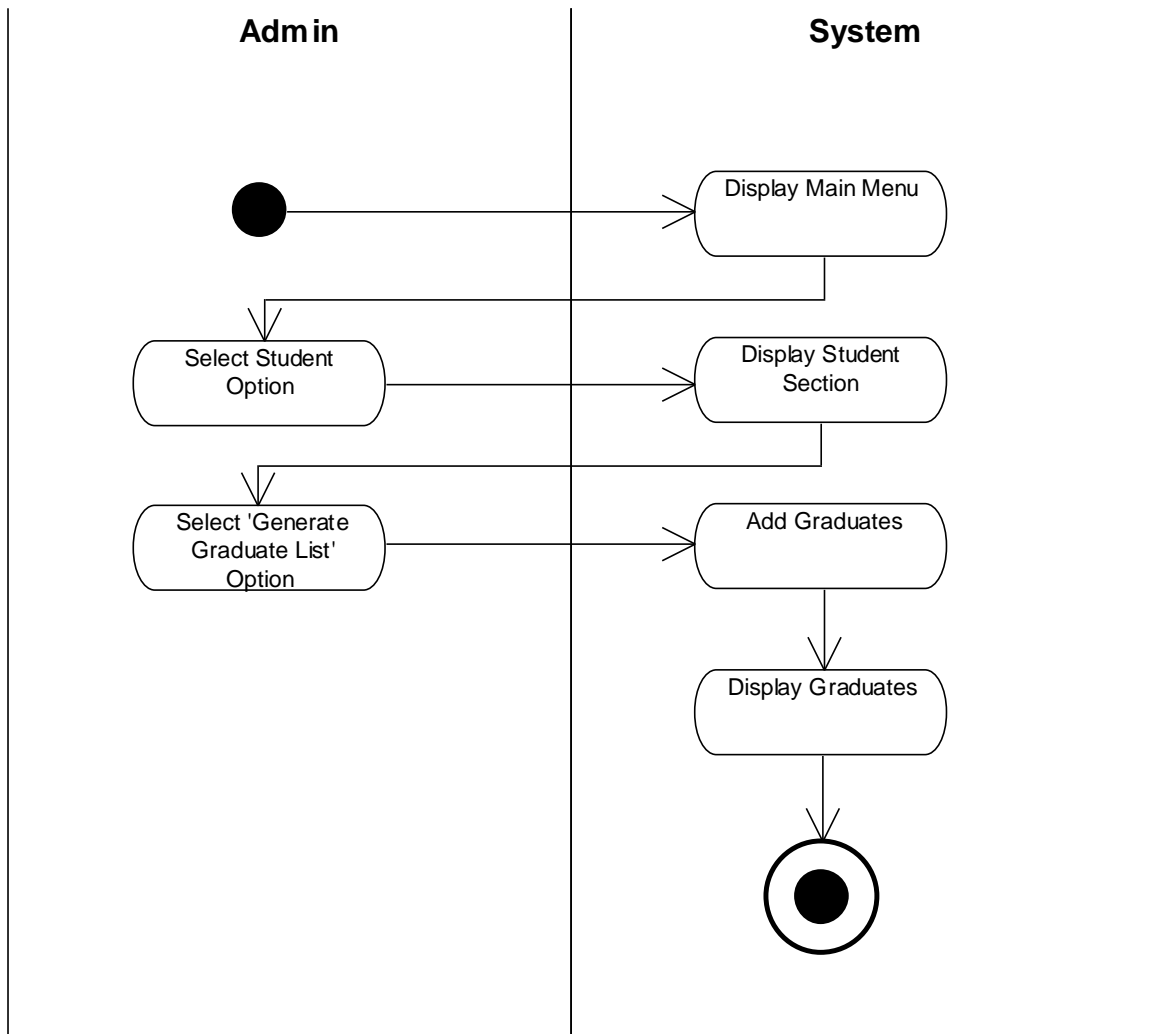 Admin
System
Display Main Menu
Select Student
Option
Display Student
Section
Select 'Generate
Graduate List'
Option
Add Graduates
Display Graduates